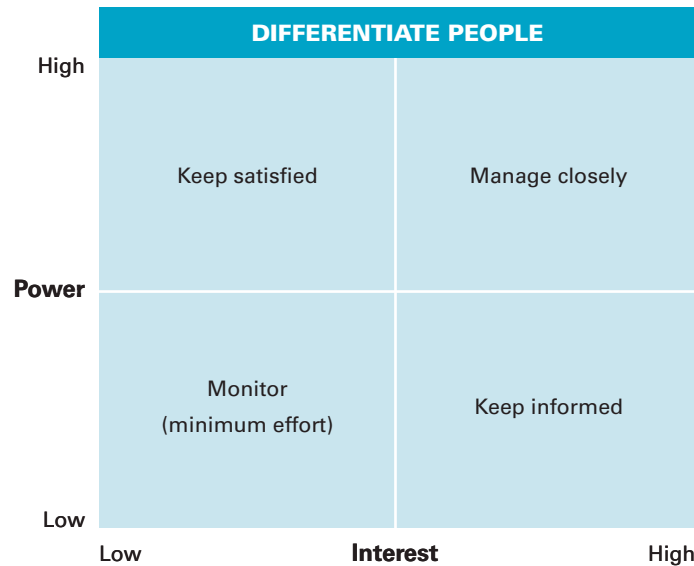 DIFFERENTIATE PEOPLE
High
Keep satisfied
Manage closely
Power
Monitor
(minimum effort)
Keep informed
Low
Low
Interest
High